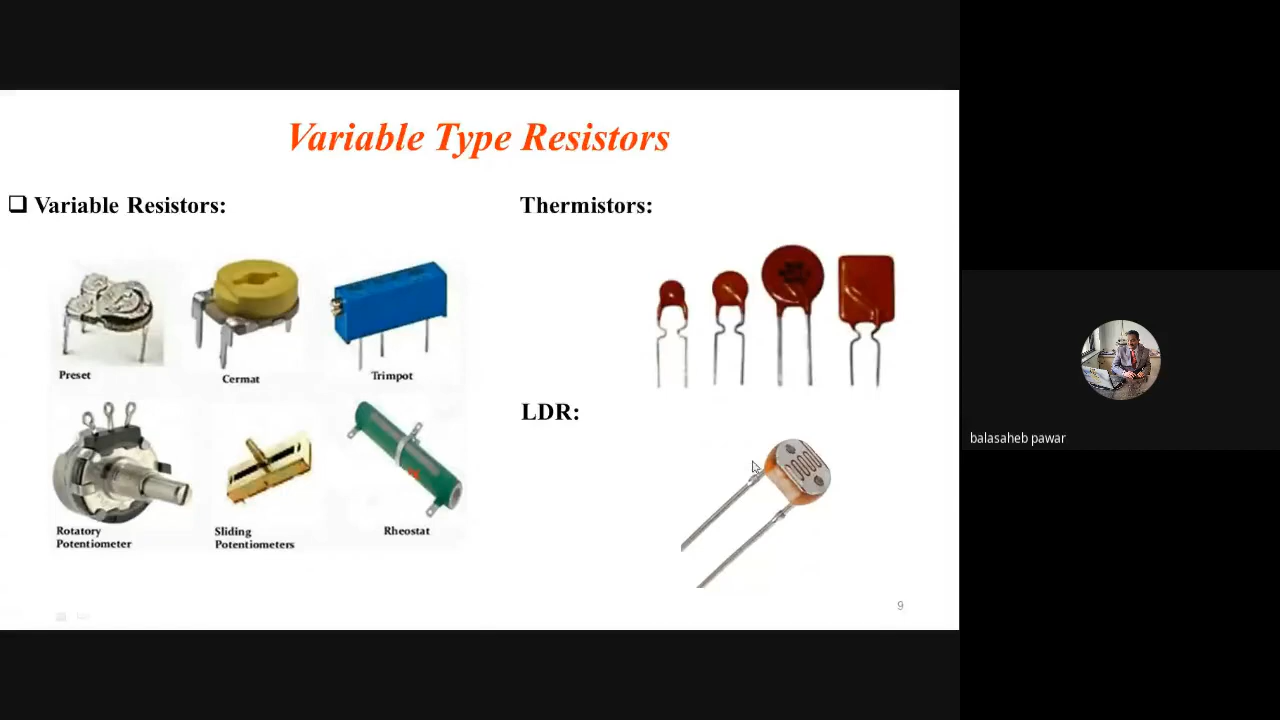 Variable Type Resistors
❑ Variable Resistors:
Thermistors:
Preset
Cermat
Trimpot
LDR:
Rotatory
Potentiometer
Sliding
Potentiometers
Rheostat
9
balasaheb pawar